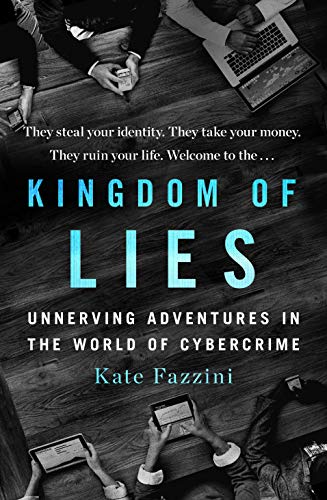 They steal your identity. They take your money.
They ruin your life. Welcome to the . . .
KINGDOM OF
LIES
UNNERVING ADVENTURES IN
THE WORLD OF CYBERCRIME
Kate Fazzini